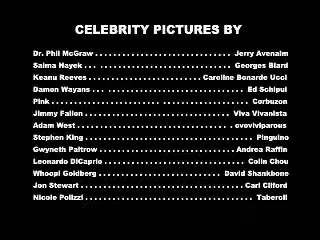 CELEBRITY PICTURES BY
Dr. Phil McGraw . . . . . . . . . . . . . . . . . . . . . . . . . . . . . Jerry Avenaim
Salma Hayek . . . . . . . . . . . . . . . . . . . . . . . . . . . . . . . Georges Biard
Keanu Reeves . . . . . . . . . . . . . . . . . . . . . . . . Caroline Bonarde Ucci
Damon Wayans . . . . . . . . . . . . . . . . . . . . . . . . . . . . . . . . Ed Schipul
Pink . . . . . . . . . . . . . . . . . . . . . . . . . . . . . . . . . . . . . . . . . Corbuzon
Jimmy Fallon . . . . . . . . . . . . . . . . . . . . . . . . . . . . . . . Viva Vivanista
Adam West . . . . . . . . . . . . . . . . . . . . . . . . . . . . . . . . . ovoviviparous
Stephen King . . . . . . . . . . . . . . . . . . . . . . . . . . . . . . . . . . . . Pinguino
Gwyneth Paltrow . . . . . . . . . . . . . . . . . . . . . . . . . . . . . Andrea Raffin
Leonardo DiCaprio . . . . . . . . . . . . . . . . . . . . . . . . . . . . . . Colin Chou
Whoopi Goldberg . . . . . . . . . . . . . . . . . . . . . . . . . . David Shankbone
Jon Stewart . . . . . . . . . . . . . . . . . . . . . . . . . . . . . . . . . . . Carl Clifford
Nicole Polizzi . . . . . . . . . . . . . . . . . . . . . . . . . . . . . . . . . . . . Tabercil